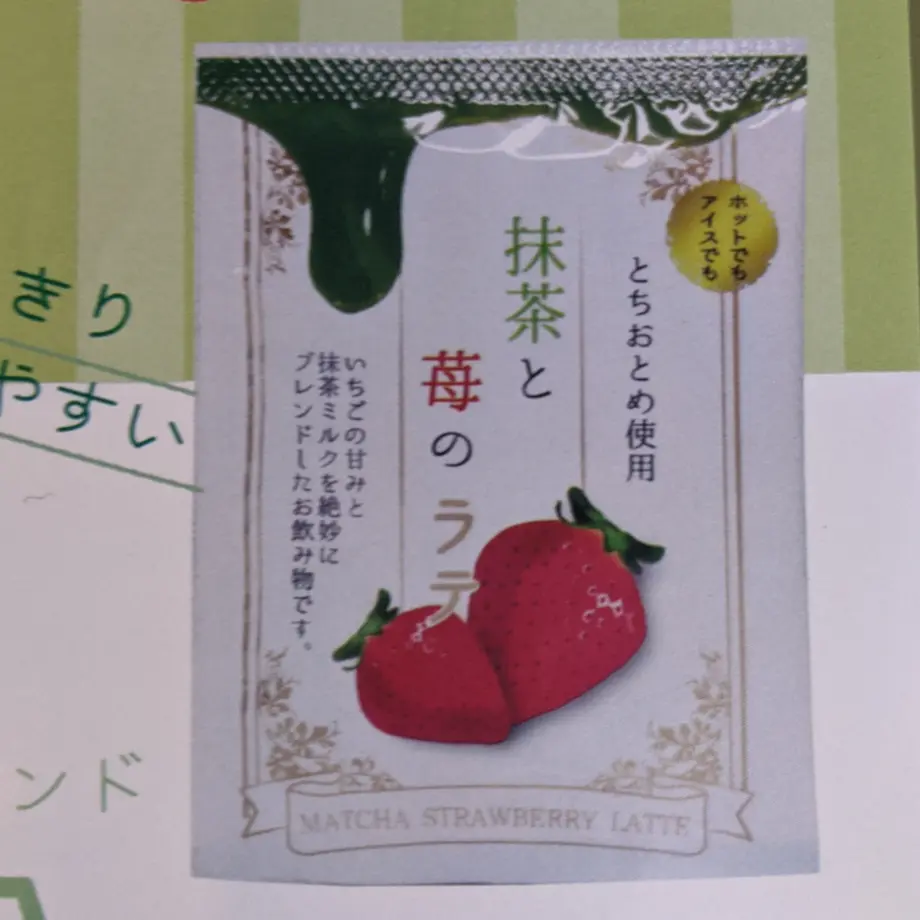 ホットでも
アイスでも
とちおとめ使用
抹茶と
苺の
ラテ
いちごの甘みと
抹茶ミルクを絶妙に
ブレンドしたお飲み物です。
MATCHA STRAWBERRY LATTE
きり
やすい
ンド